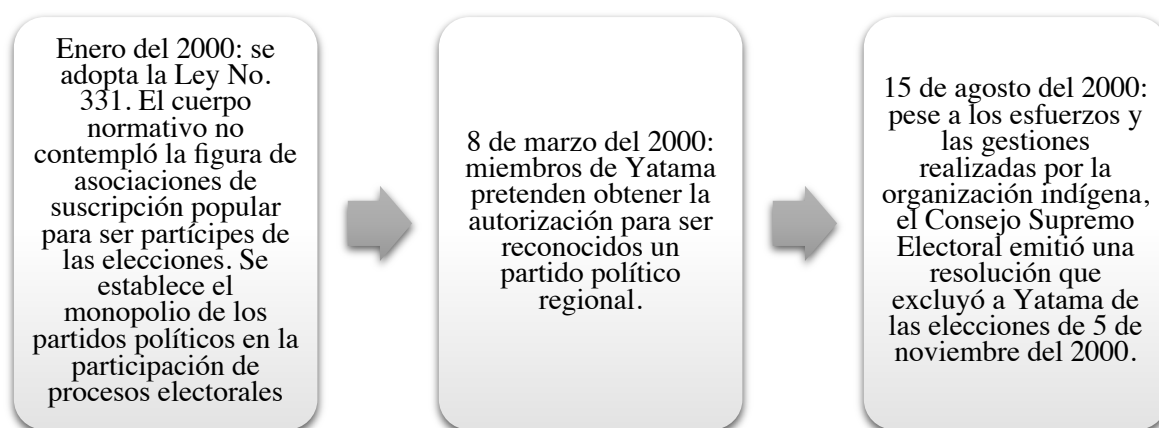 Enero del 2000: se
adopta la Ley No.
331. El cuerpo
normativo no
contempló la figura de
asociaciones de
suscripción popular
para ser partícipes de
las elecciones. Se
establece el
monopolio de los
partidos políticos en la
participación de
procesos electorales
8 de marzo del 2000:
miembros de Yatama
pretenden obtener la
autorización para ser
reconocidos un
partido político
regional.
15 de agosto del 2000:
pese a los esfuerzos y
las gestiones
realizadas por la
organización indígena,
el Consejo Supremo
Electoral emitió una
resolución que
excluyó a Yatama de
las elecciones de 5 de
noviembre del 2000.